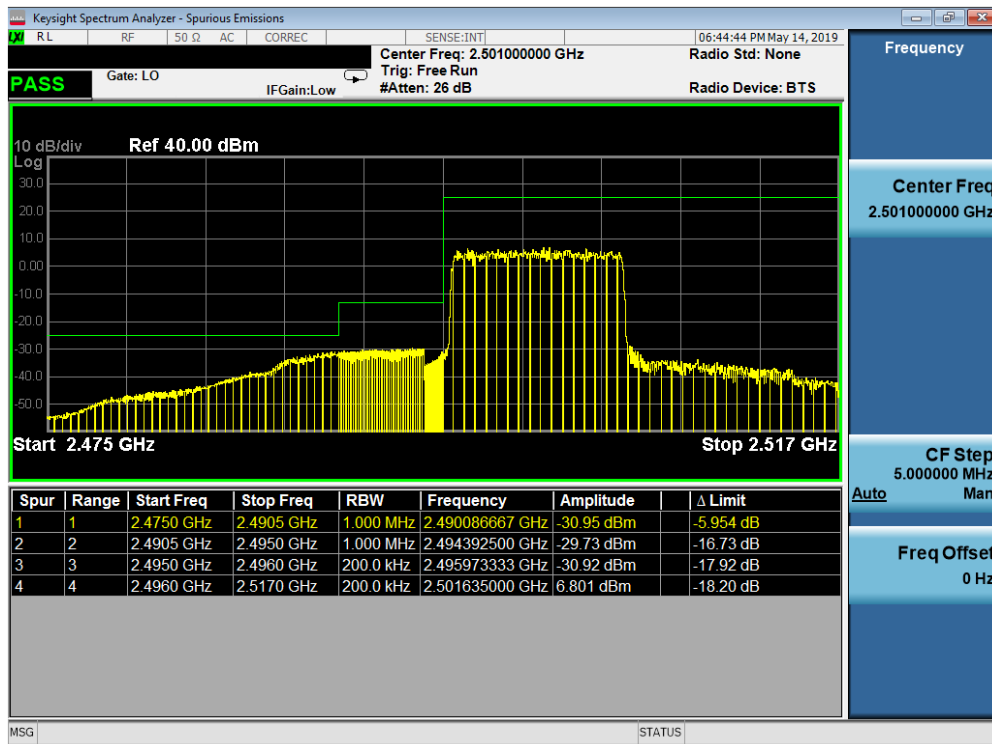 Keysight Spectrum Analyzer - Spurious Emissions
LXI RL RF 50 Ω AC CORREC SENSE:INT 06:44:44 PM May 14, 2019
Center Freq: 2.501000000 GHz Radio Std: None
PASS Gate: LO Trig: Free Run
IFGain:Low #Atten: 26 dB Radio Device: BTS
Frequency
10 dB/div Ref 40.00 dBm
Log
30.0
20.0
10.0
0.00
-10.0
-20.0
-30.0
-40.0
-50.0
Start 2.475 GHz Stop 2.517 GHz
Center Freq
2.501000000 GHz
CF Step
5.000000 MHz
Auto Man
Freq Offset
0 Hz
Spur Range Start Freq Stop Freq RBW Frequency Amplitude Δ Limit
1 1 2.4750 GHz 2.4905 GHz 1.000 MHz 2.490086667 GHz -30.95 dBm -5.954 dB
2 2 2.4905 GHz 2.4950 GHz 1.000 MHz 2.494392500 GHz -29.73 dBm -16.73 dB
3 3 2.4950 GHz 2.4960 GHz 200.0 kHz 2.495973333 GHz -30.92 dBm -17.92 dB
4 4 2.4960 GHz 2.5170 GHz 200.0 kHz 2.501635000 GHz 6.801 dBm -18.20 dB
MSG STATUS